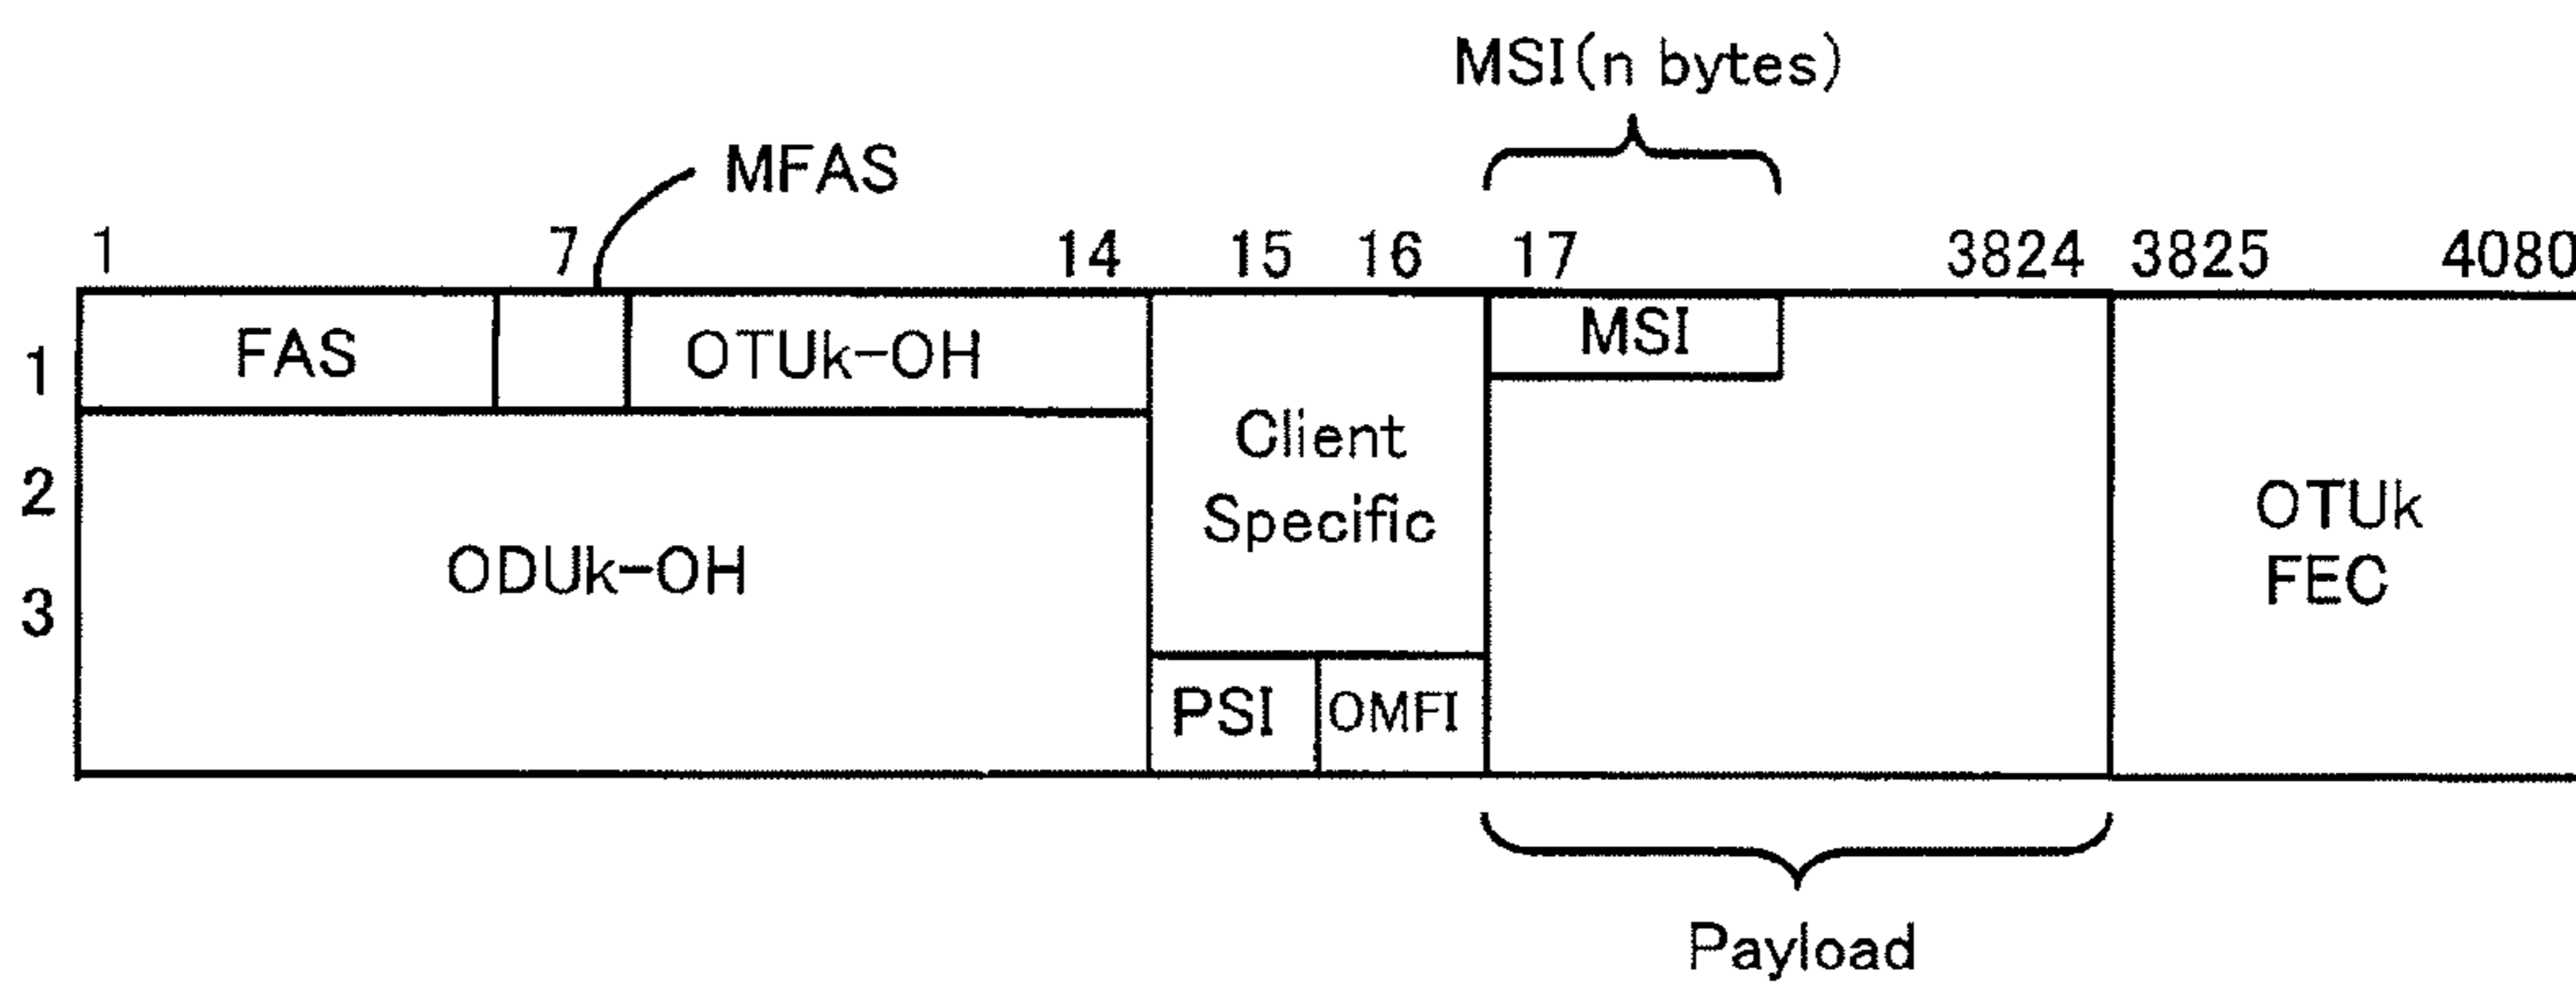 MSI(n bytes)
MFAS
1 7 14 15 16 17 3824 3825 4080
1 FAS OTUk-OH MSI
Client
Specific
2 OTUk
FEC
ODUk-OH
3
PSI OMFI
Payload